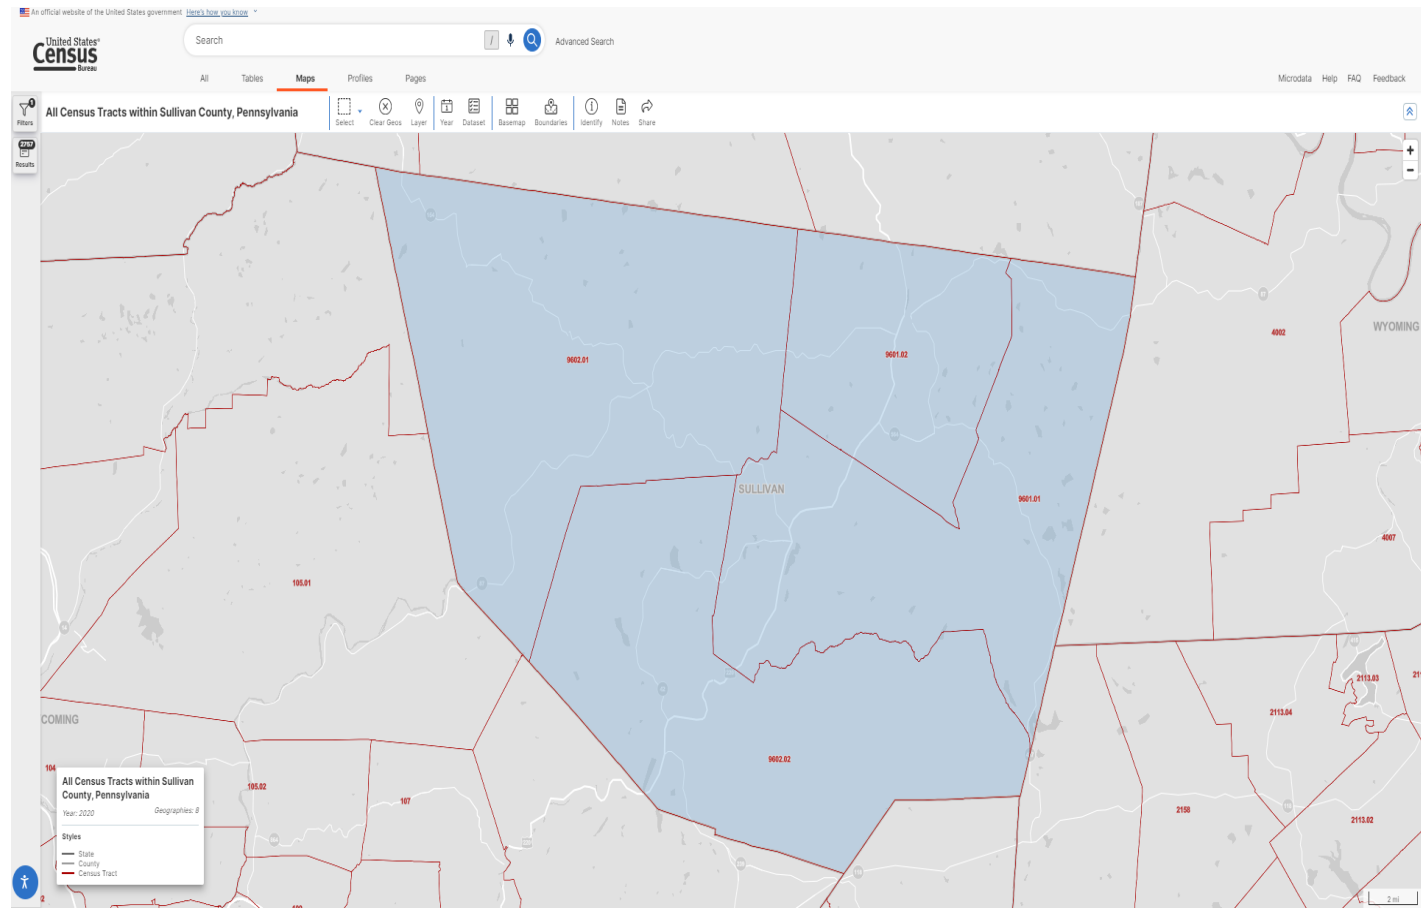 An official website of the United States government Here's how you know
United States®
Census
Bureau
Search
/
Advanced Search
All Tables Maps Profiles Pages
Microdata Help FAQ Feedback
1
Filters
All Census Tracts within Sullivan County, Pennsylvania
Select Clear Geos Layer Year Dataset Basemap Boundaries Identify Notes Share
2757
Results
+
−
4002
WYOMING
9602.01
9601.02
SULLIVAN
9601.01
4007
105.01
2113.03
21
COMING
2113.04
9602.02
104
105.02
107
2158
2113.02
All Census Tracts within Sullivan
County, Pennsylvania
Year: 2020
Geographies: 8
Styles
State
County
Census Tract
2
2 mi